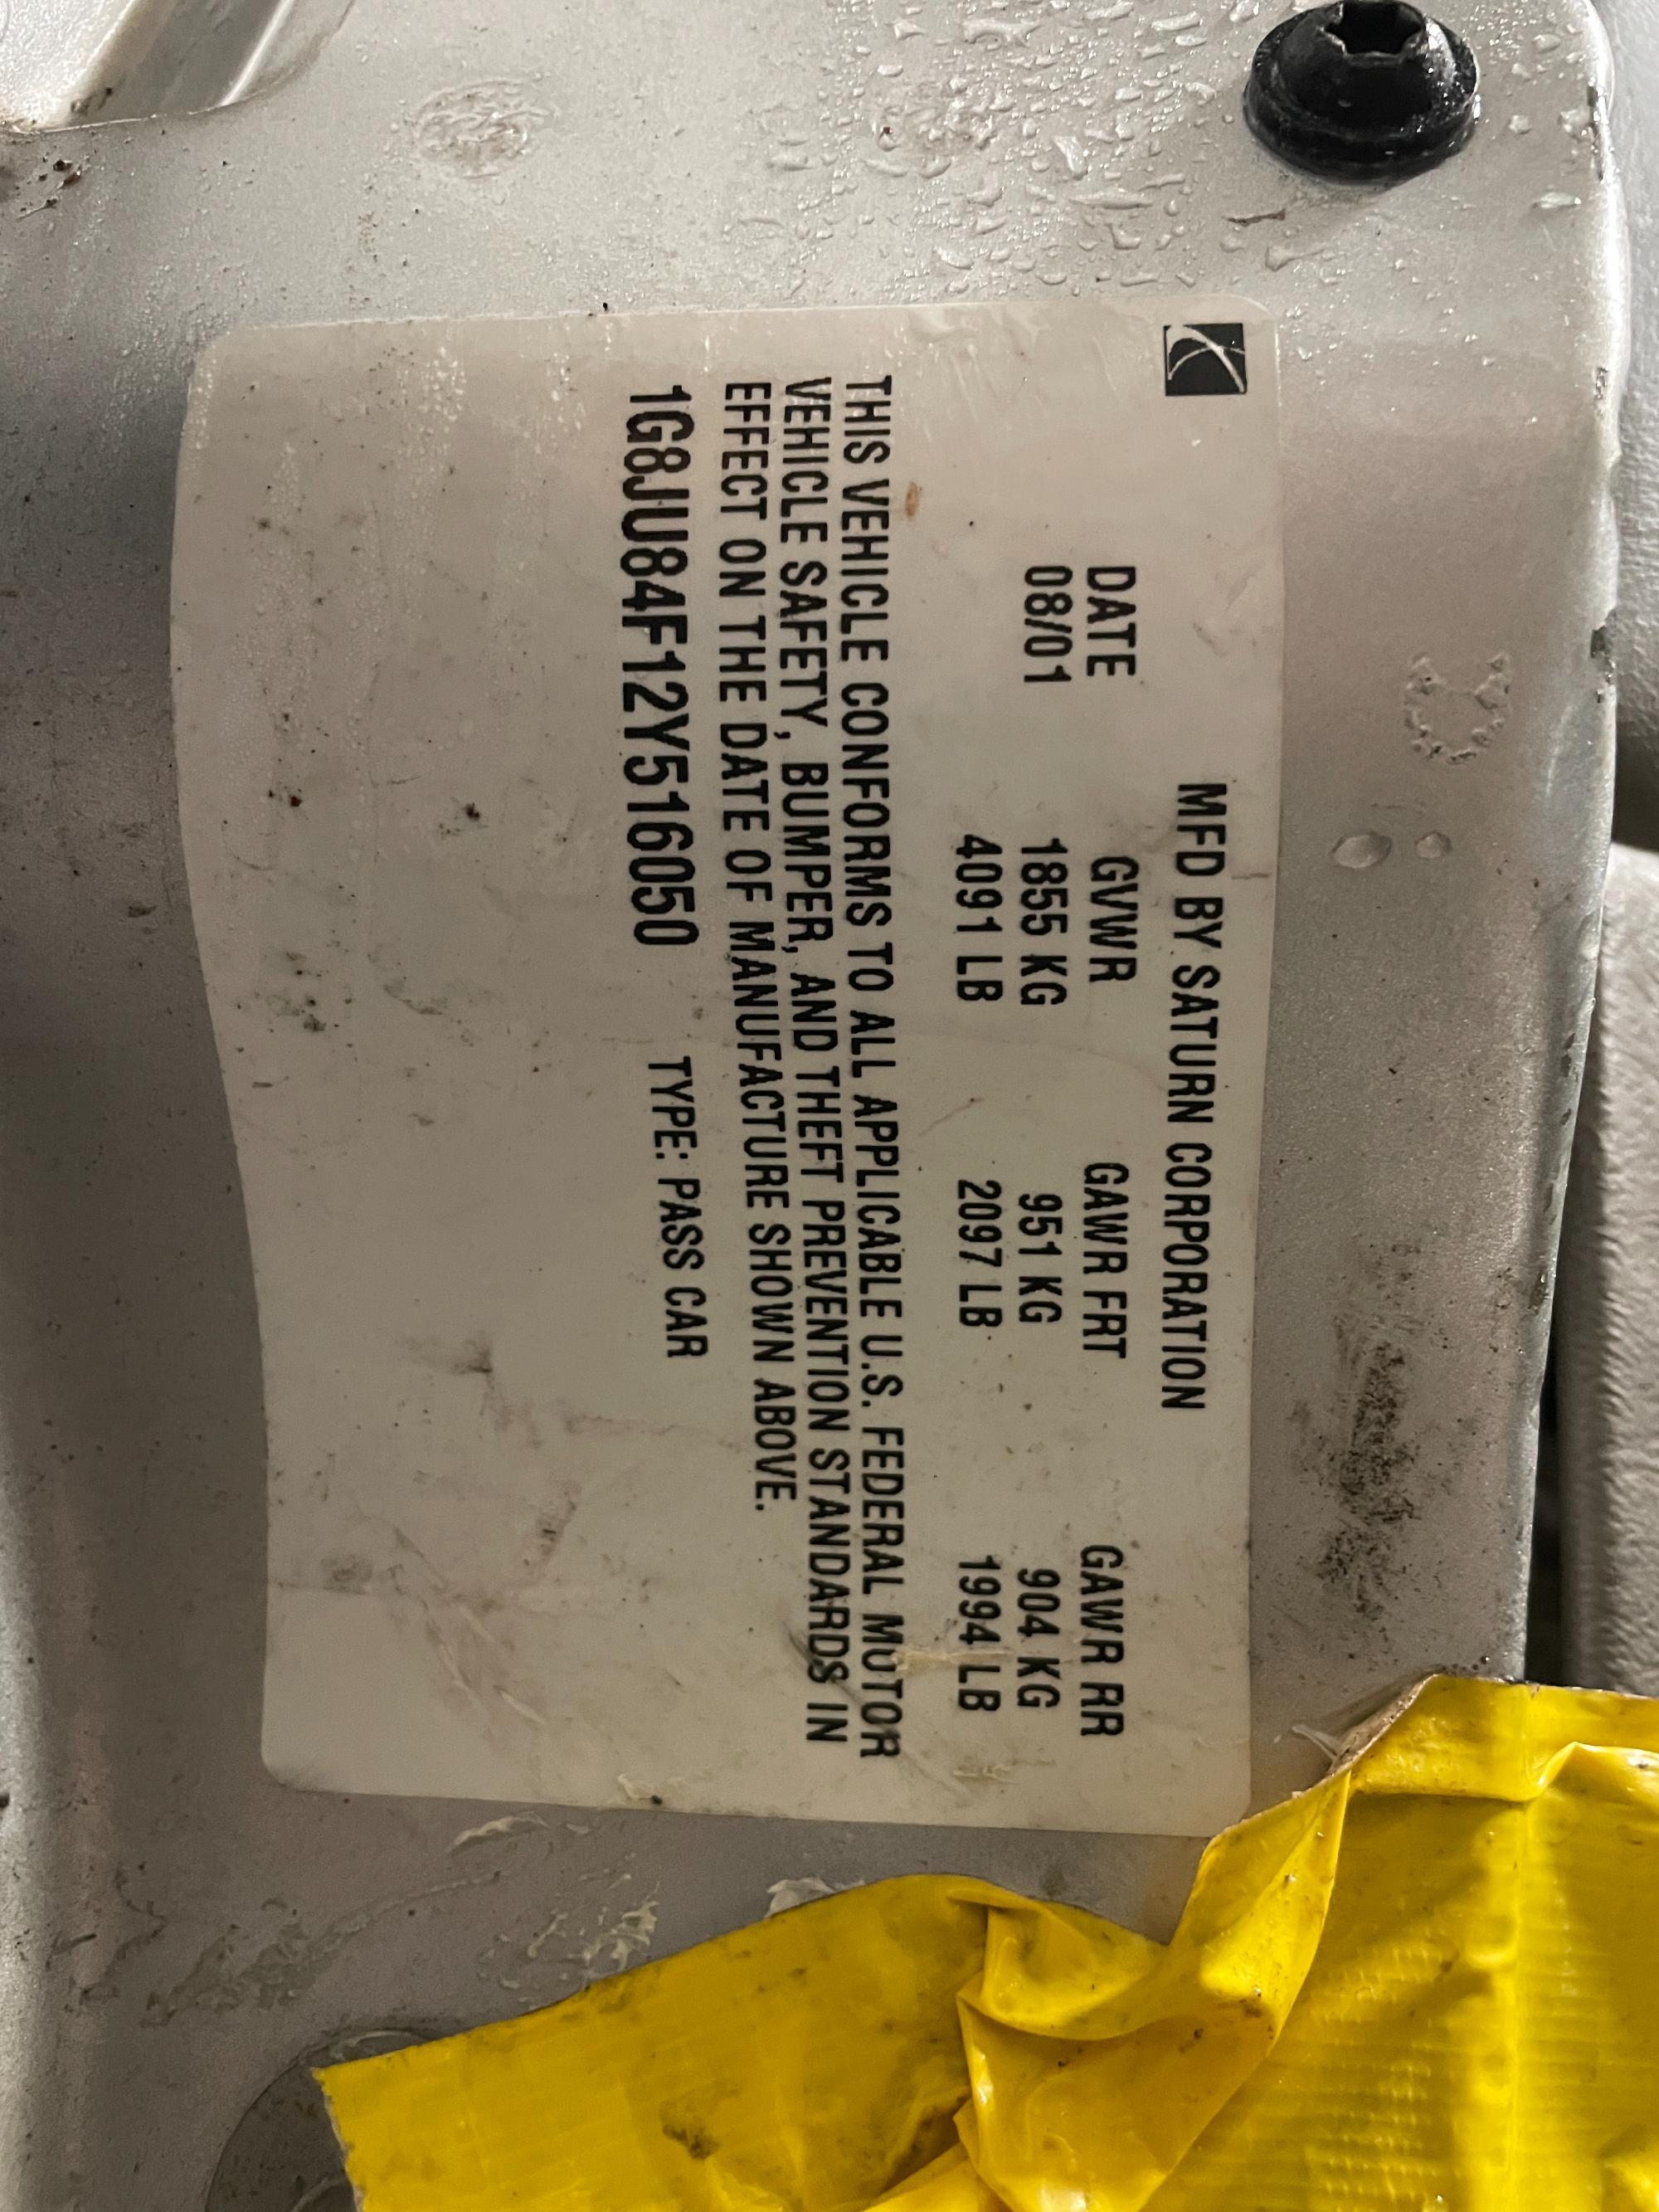 MFD BY SATURN CORPORATION
DATE GVWR GAWR FRT GAWR RR
08/01 1855 KG 951 KG 904 KG
4091 LB 2097 LB 1994 LB
THIS VEHICLE CONFORMS TO ALL APPLICABLE U.S. FEDERAL MOTOR
VEHICLE SAFETY, BUMPER, AND THEFT PREVENTION STANDARDS IN
EFFECT ON THE DATE OF MANUFACTURE SHOWN ABOVE.
1G8JU84F12Y516050 TYPE: PASS CAR